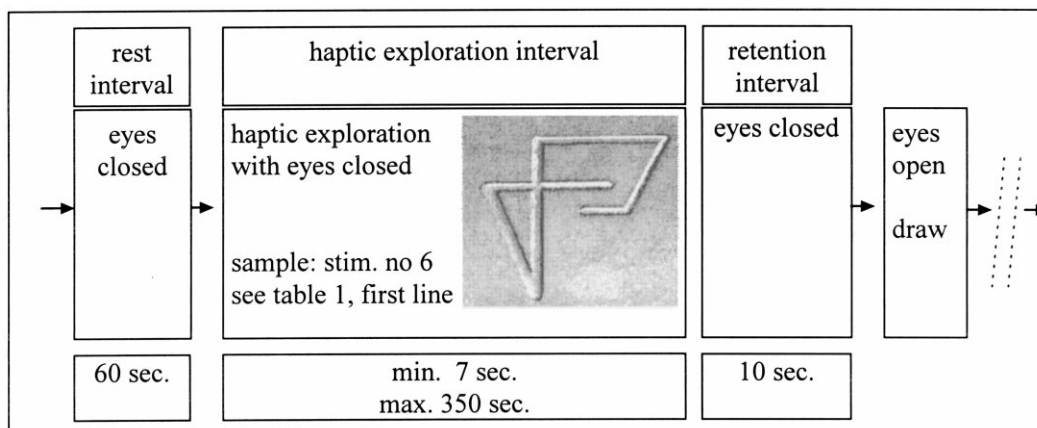 rest
interval
haptic exploration interval
retention
interval
eyes
closed
haptic exploration
with eyes closed
sample: stim. no 6
see table 1, first line
eyes closed
eyes
open
draw
60 sec.
min. 7 sec.
max. 350 sec.
10 sec.